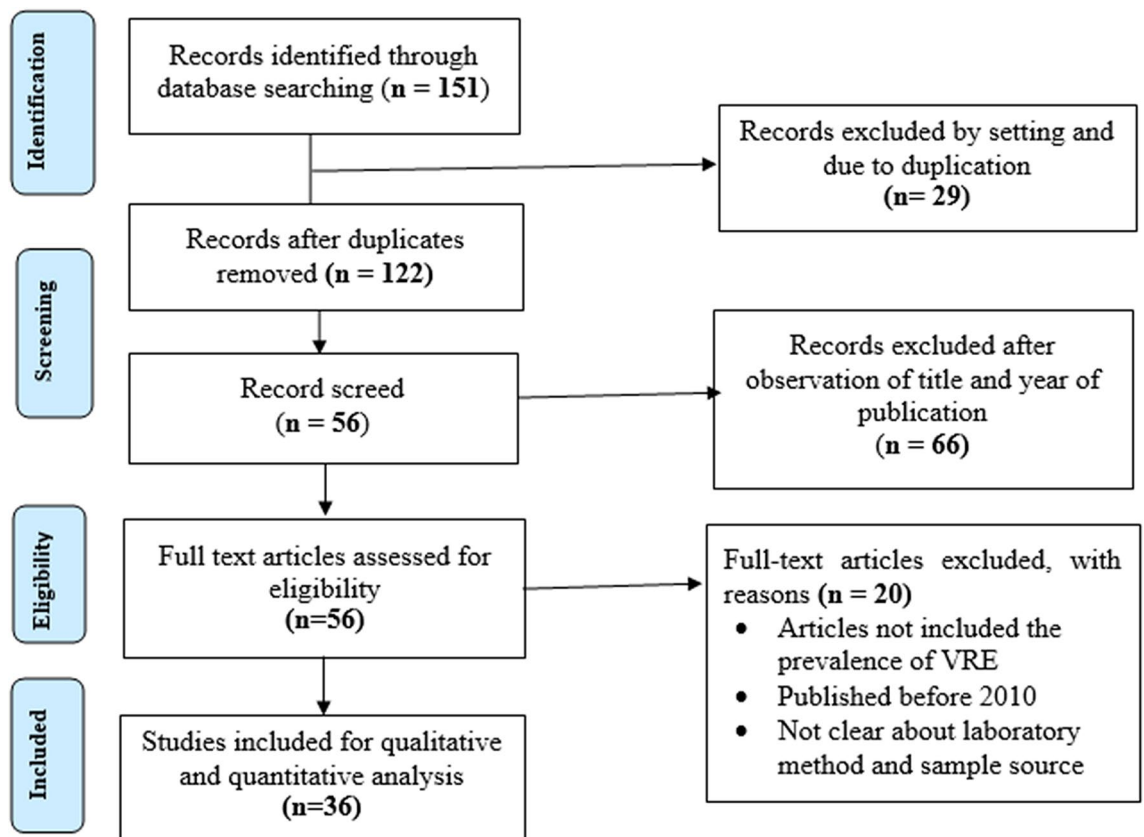 Identification
Records identified through
database searching (n = 151)
Records excluded by setting and
due to duplication
(n= 29)
Records after duplicates
removed (n = 122)
Screening
Record screed
(n = 56)
Records excluded after
observation of title and year of
publication
(n = 66)
Eligibility
Full text articles assessed for
eligibility
(n=56)
Full-text articles excluded, with
reasons (n = 20)
• Articles not included the
prevalence of VRE
• Published before 2010
• Not clear about laboratory
method and sample source
Included
Studies included for qualitative
and quantitative analysis
(n=36)